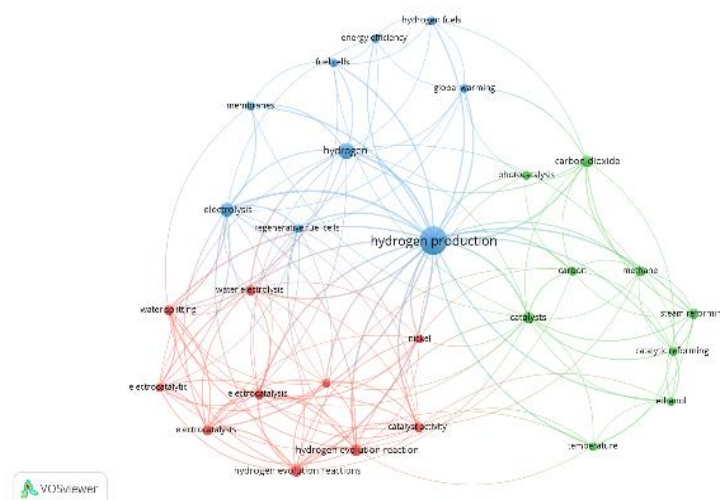 hydrogen fuels
energy efficiency
fuel cells
global warming
membranes
hydrogen
carbon dioxide
photocatalysis
electrolysis
regenerative fuel cells
hydrogen production
carbon
methane
water electrolysis
water splitting
catalysts
steam reformin
nickel
catalytic reforming
electrocatalytic
electrocatalysis
ethanol
electrocatalysts
catalyst activity
temperature
hydrogen evolution reaction
hydrogen evolution reactions
VOSviewer